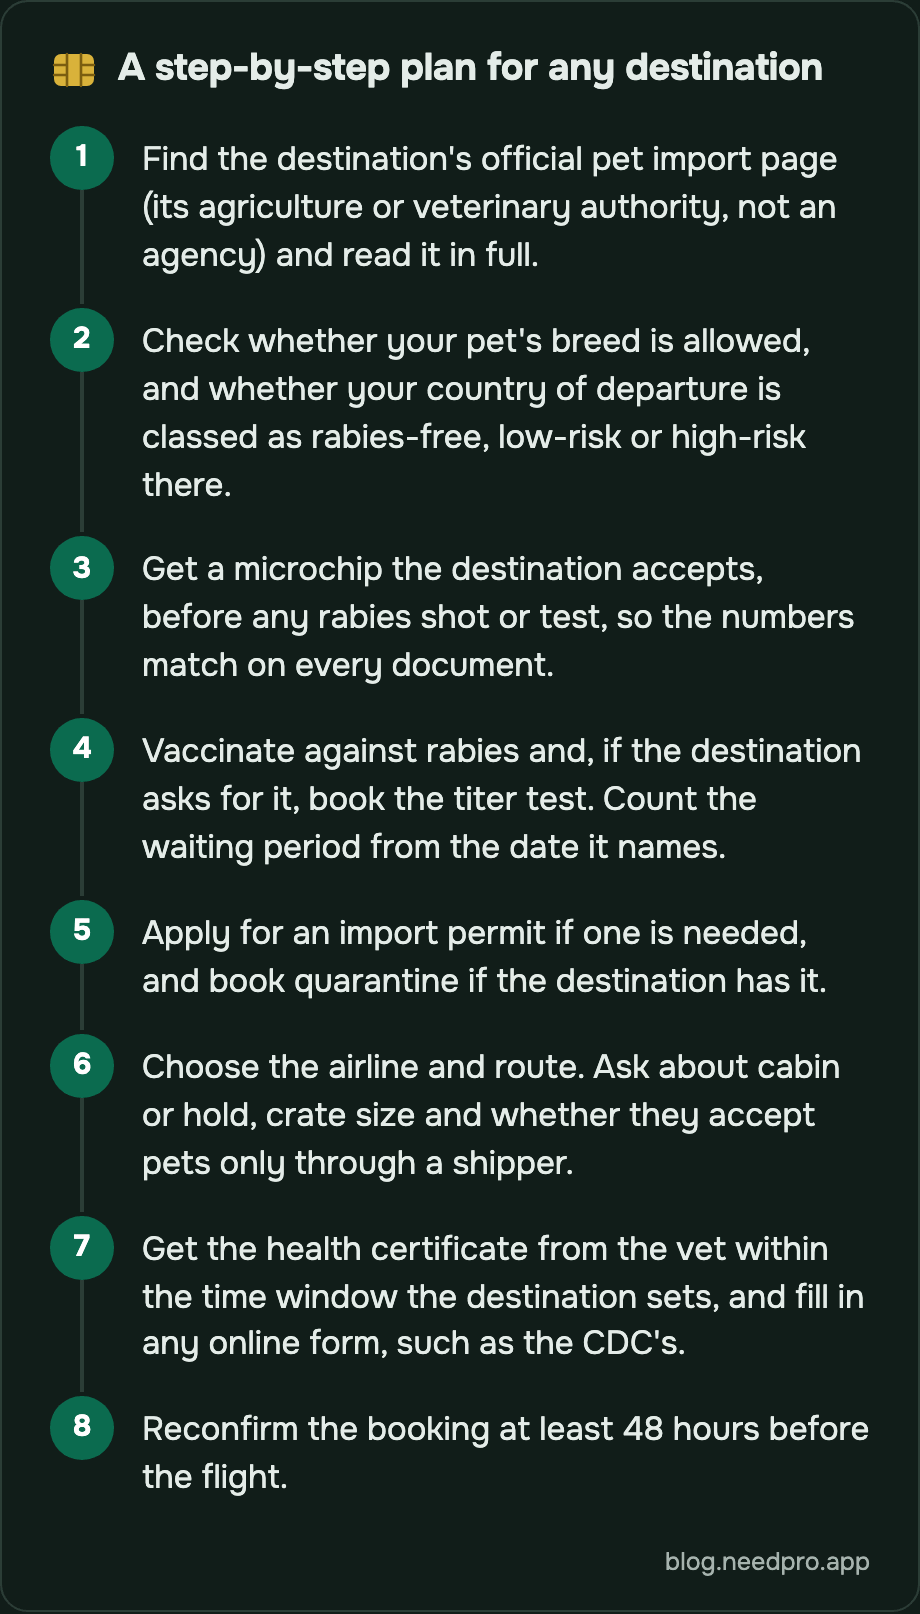 A step-by-step plan for any destination
1
Find the destination's official pet import page
(its agriculture or veterinary authority, not an
agency) and read it in full.
2
Check whether your pet's breed is allowed,
and whether your country of departure is
classed as rabies-free, low-risk or high-risk
there.
3
Get a microchip the destination accepts,
before any rabies shot or test, so the numbers
match on every document.
4
Vaccinate against rabies and, if the destination
asks for it, book the titer test. Count the
waiting period from the date it names.
5
Apply for an import permit if one is needed,
and book quarantine if the destination has it.
6
Choose the airline and route. Ask about cabin
or hold, crate size and whether they accept
pets only through a shipper.
7
Get the health certificate from the vet within
the time window the destination sets, and fill in
any online form, such as the CDC's.
8
Reconfirm the booking at least 48 hours before
the flight.
blog.needpro.app